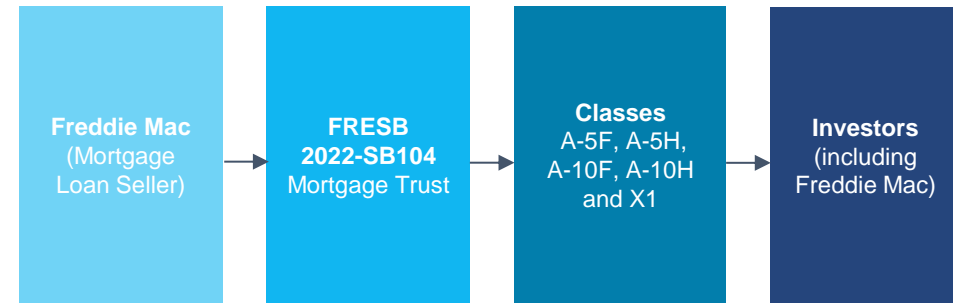 Freddie Mac
(Mortgage
Loan Seller)
FRESB
2022-SB104
Mortgage Trust
Classes
A-5F, A-5H,
A-10F, A-10H
and X1
Investors
(including
Freddie Mac)